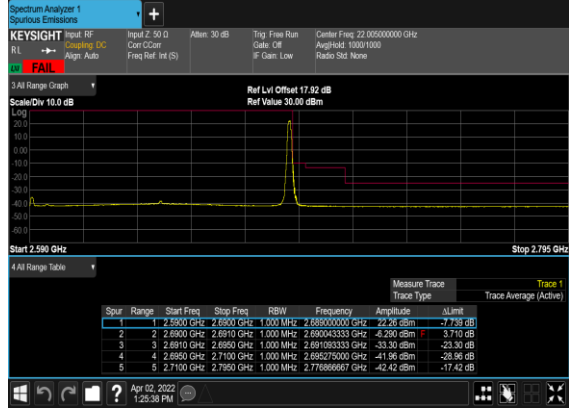 Spectrum Analyzer 1
Spurious Emissions
KEYSIGHT Input: RF Input Z: 50 Ω Atten: 30 dB Trig: Free Run Center Freq: 22.005000000 GHz
R L Coupling: DC Corr CCorr Gate: Off Avg|Hold: 1000/1000
Align: Auto Freq Ref: Int (S) IF Gain: Low Radio Std: None
FAIL
3 All Range Graph
Ref Lvl Offset 17.92 dB
Scale/Div 10.0 dB Ref Value 30.00 dBm
Log
20.0
10.0
0.00
-10.0
-20.0
-30.0
-40.0
-50.0
-60.0
Start 2.590 GHz Stop 2.795 GHz
4 All Range Table
Measure Trace Trace 1
Trace Type Trace Average (Active)
Spur Range Start Freq Stop Freq RBW Frequency Amplitude ΔLimit
1 1 2.5900 GHz 2.6900 GHz 1.000 MHz 2.689000000 GHz 22.26 dBm -7.739 dB
2 2 2.6900 GHz 2.6910 GHz 1.000 MHz 2.690043333 GHz -6.290 dBm F 3.710 dB
3 3 2.6910 GHz 2.6950 GHz 1.000 MHz 2.691093333 GHz -33.30 dBm -23.30 dB
4 4 2.6950 GHz 2.7100 GHz 1.000 MHz 2.695275000 GHz -41.96 dBm -28.96 dB
5 5 2.7100 GHz 2.7950 GHz 1.000 MHz 2.776866667 GHz -42.42 dBm -17.42 dB
Apr 02, 2022
1:25:38 PM